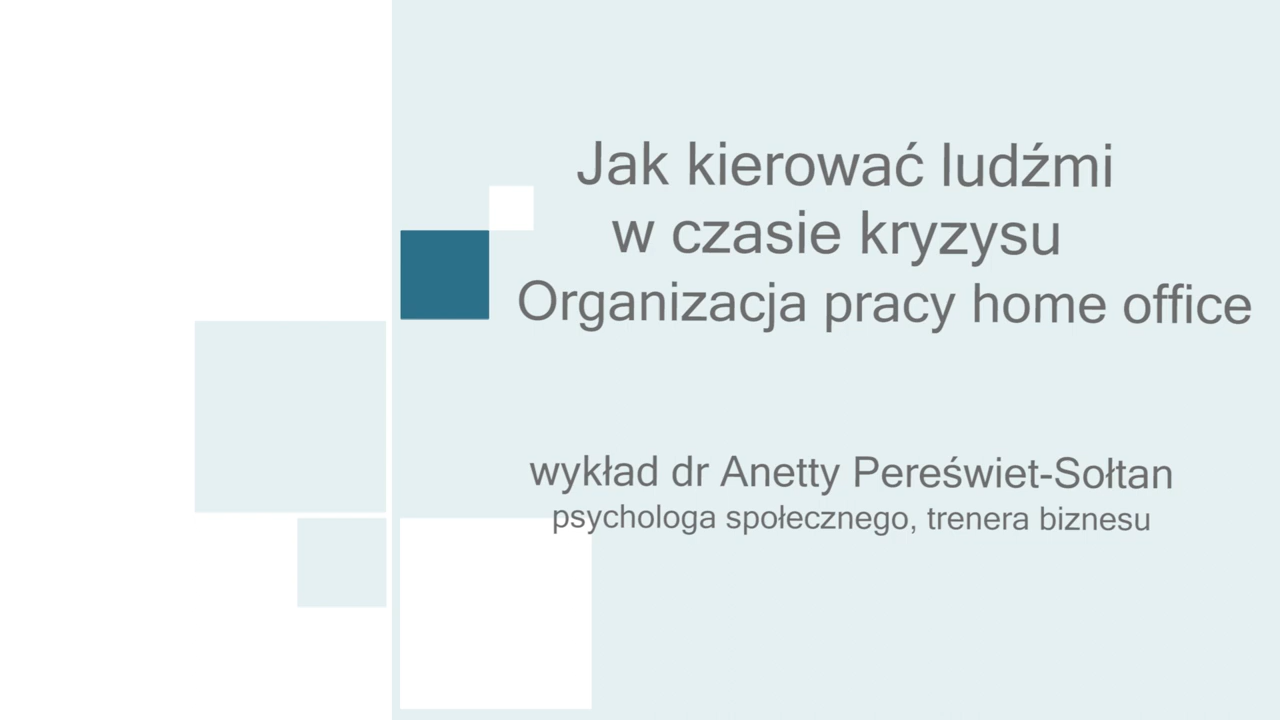 Jak kierować ludźmi
w czasie kryzysu
Organizacja pracy home office
wykład dr Anetty Pereświet-Sołtan
psychologa społecznego, trenera biznesu